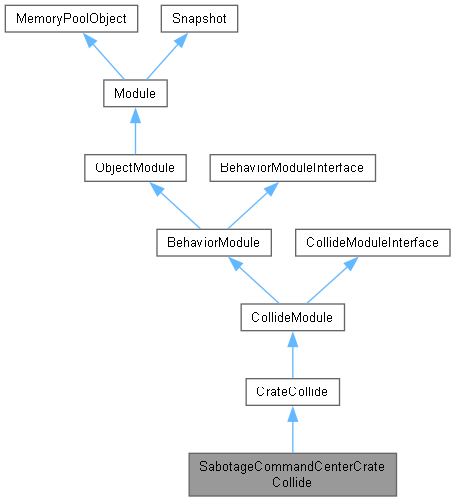 MemoryPoolObject
Snapshot
Module
ObjectModule
BehaviorModuleInterface
BehaviorModule
CollideModuleInterface
CollideModule
CrateCollide
SabotageCommandCenterCrate
Collide